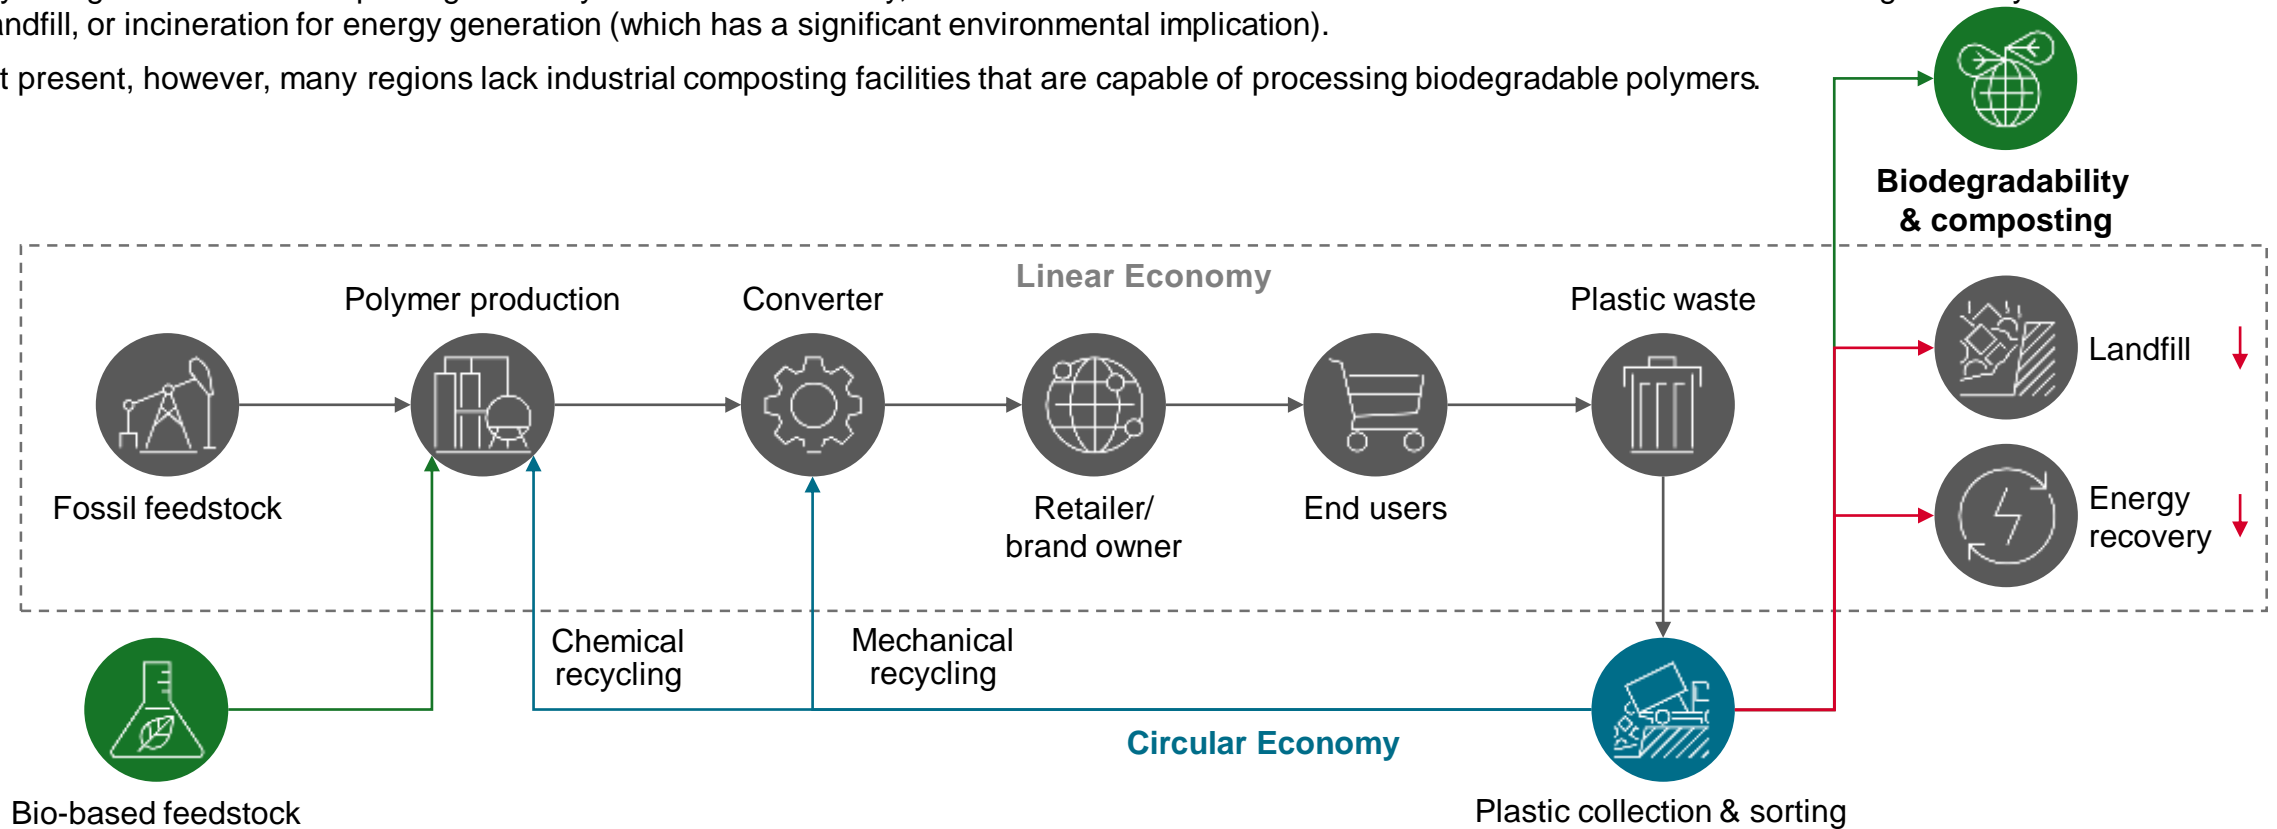 andfill, or incineration for energy generation (which has a significant environmental implication).
t present, however, many regions lack industrial composting facilities that are capable of processing biodegradable polymers.
Biodegradability
& composting
Linear Economy
Polymer production
Converter
Plastic waste
Landfill
Fossil feedstock
Retailer/
brand owner
End users
Energy
recovery
Chemical
recycling
Mechanical
recycling
Circular Economy
Bio-based feedstock
Plastic collection & sorting